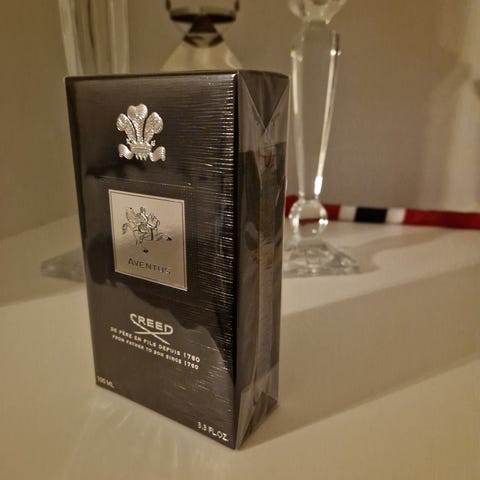 AVENTUS
CREED
DE PÈRE EN FILS DEPUIS 1760
FROM FATHER TO SON SINCE 1760
100 ML
3.3 FL.OZ.